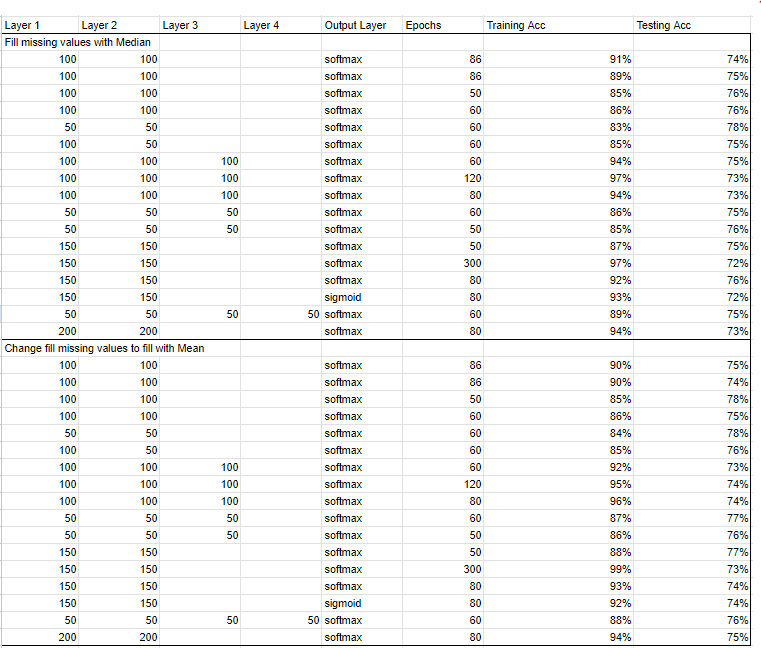 Layer 1 Layer 2 Layer 3 Layer 4 Output Layer Epochs Training Acc Testing Acc
Fill missing values with Median
100 100 softmax 86 91% 74%
100 100 softmax 86 89% 75%
100 100 softmax 50 85% 76%
100 100 softmax 60 86% 76%
50 50 softmax 60 83% 78%
100 50 softmax 60 85% 75%
100 100 100 softmax 60 94% 75%
100 100 100 softmax 120 97% 73%
100 100 100 softmax 80 94% 73%
50 50 50 softmax 60 86% 75%
50 50 50 softmax 50 85% 76%
150 150 softmax 50 87% 75%
150 150 softmax 300 97% 72%
150 150 softmax 80 92% 76%
150 150 sigmoid 80 93% 72%
50 50 50 50 softmax 60 89% 75%
200 200 softmax 80 94% 73%
Change fill missing values to fill with Mean
100 100 softmax 86 90% 75%
100 100 softmax 86 90% 74%
100 100 softmax 50 85% 78%
100 100 softmax 60 86% 75%
50 50 softmax 60 84% 78%
100 50 softmax 60 85% 76%
100 100 100 softmax 60 92% 73%
100 100 100 softmax 120 95% 74%
100 100 100 softmax 80 96% 74%
50 50 50 softmax 60 87% 77%
50 50 50 softmax 50 86% 76%
150 150 softmax 50 88% 77%
150 150 softmax 300 99% 73%
150 150 softmax 80 93% 74%
150 150 sigmoid 80 92% 74%
50 50 50 50 softmax 60 88% 76%
200 200 softmax 80 94% 75%